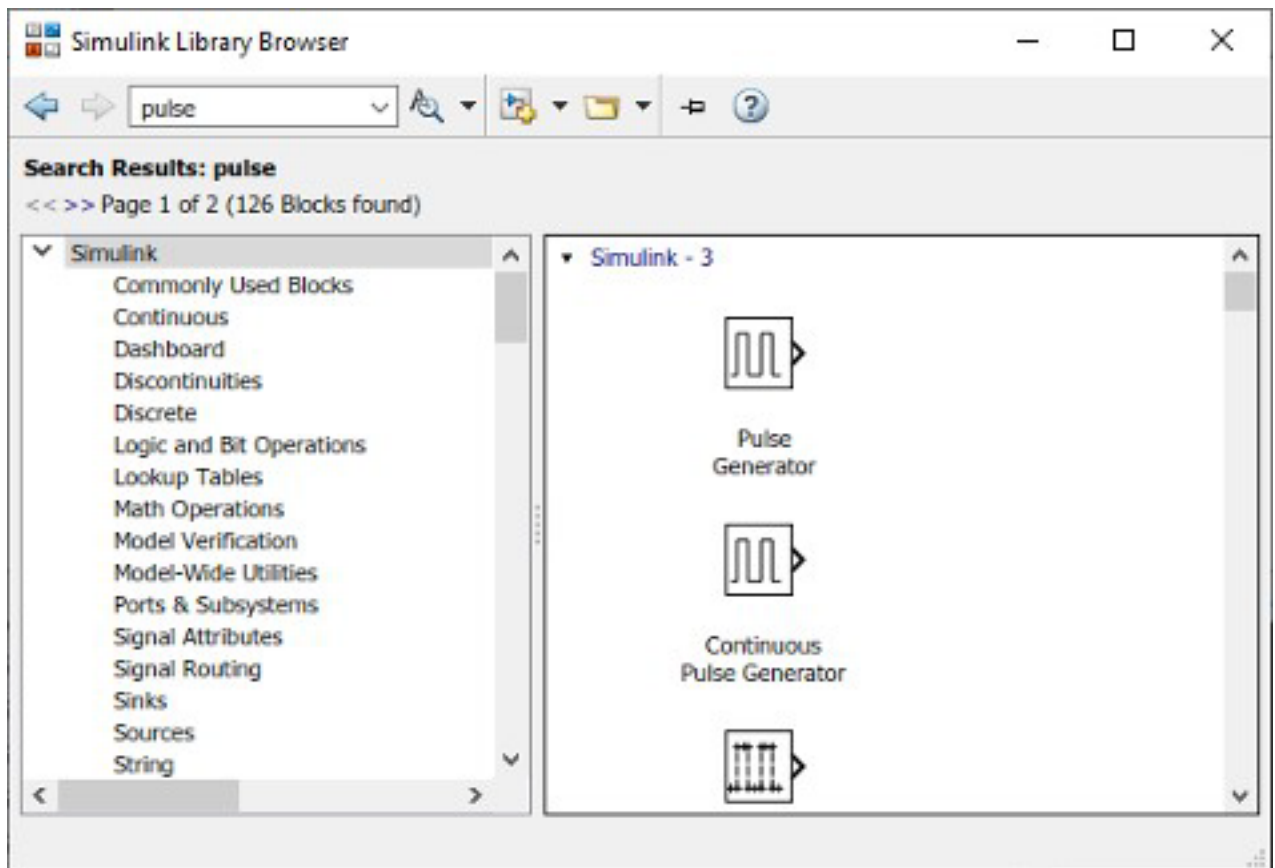 Simulink Library Browser
pulse
Search Results: pulse
<< >> Page 1 of 2 (126 Blocks found)
Simulink
Commonly Used Blocks
Continuous
Dashboard
Discontinuities
Discrete
Logic and Bit Operations
Lookup Tables
Math Operations
Model Verification
Model-Wide Utilities
Ports & Subsystems
Signal Attributes
Signal Routing
Sinks
Sources
String
Simulink - 3
Pulse
Generator
Continuous
Pulse Generator